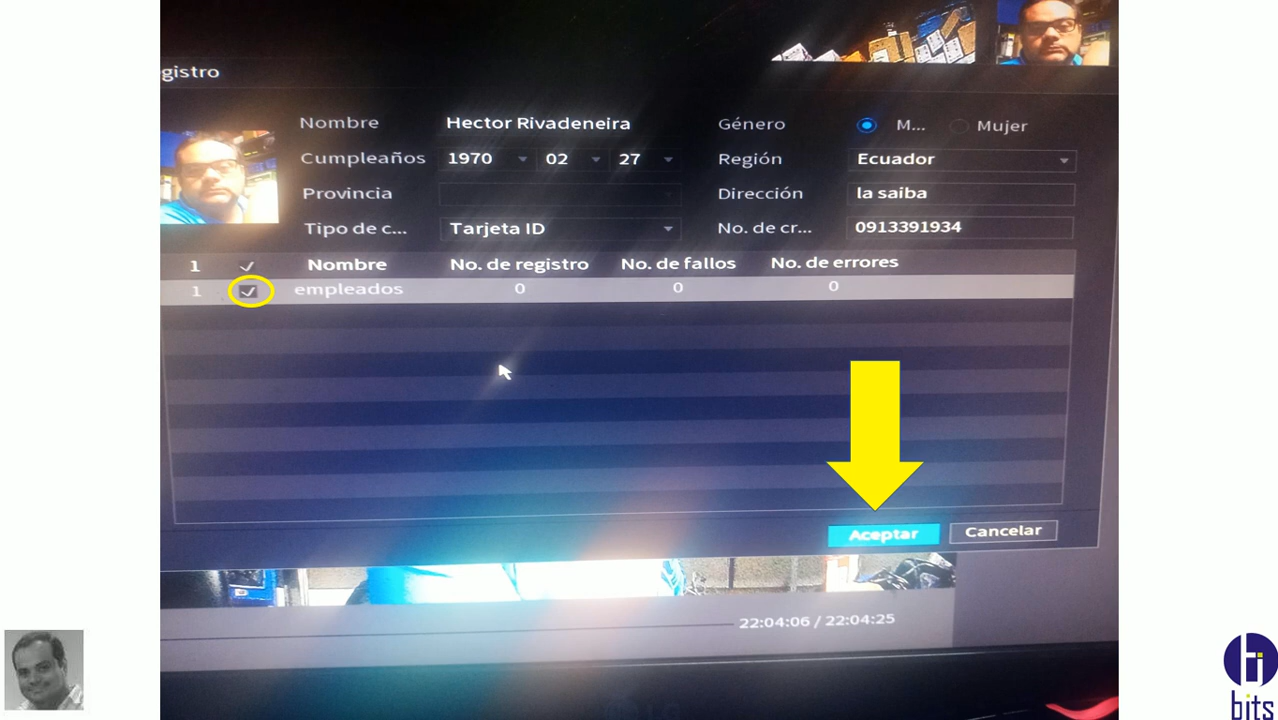 gistro
Nombre Hector Rivadeneira Género M... Mujer
Cumpleaños 1970 02 27 Región Ecuador
Provincia Dirección la saiba
Tipo de c... Tarjeta ID No. de cr... 0913391934
1 Nombre No. de registro No. de fallos No. de errores
1 empleados 0 0 0
Aceptar Cancelar
22:04:06 / 22:04:25
bits